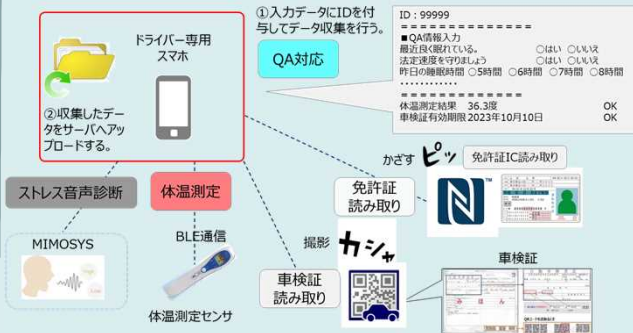 ①入力データにIDを付
与してデータ収集を行う。
QA対応
ID：99999
＝＝＝＝＝＝＝＝＝＝＝＝＝＝
■QA情報入力
最近良く眠れている。 ○はい ○いいえ
法定速度を守りましょう ○はい ○いいえ
昨日の睡眠時間 ○5時間 ○6時間 ○7時間 ○8時間
・・・・・・・・・・・・
＝＝＝＝＝＝＝＝＝＝＝＝＝
体温測定結果 36.3度 OK
車検証有効期限 2023年10月10日 OK
ドライバー専用
スマホ
②収集したデー
タをサーバへアッ
プロードする。
ストレス音声診断
体温測定
免許証
読み取り
かざす ピッ
免許証IC読み取り
N
MIMOSYS
BLE通信
体温測定センサ
撮影 カシャ
車検証
読み取り
車検証
みほん